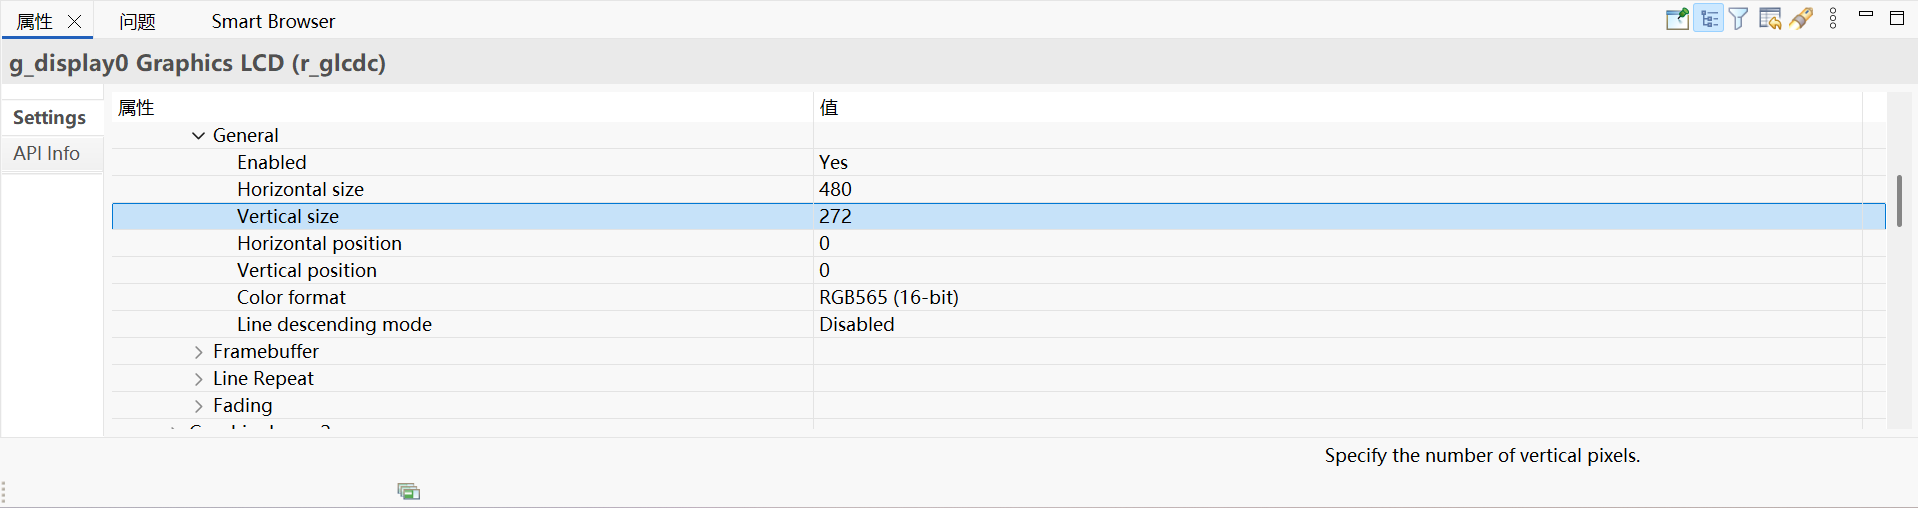 属性 问题 Smart Browser
g_display0 Graphics LCD (r_glcdc)
Settings
API Info
属性 值
General
Enabled Yes
Horizontal size 480
Vertical size 272
Horizontal position 0
Vertical position 0
Color format RGB565 (16-bit)
Line descending mode Disabled
Framebuffer
Line Repeat
Fading
Specify the number of vertical pixels.